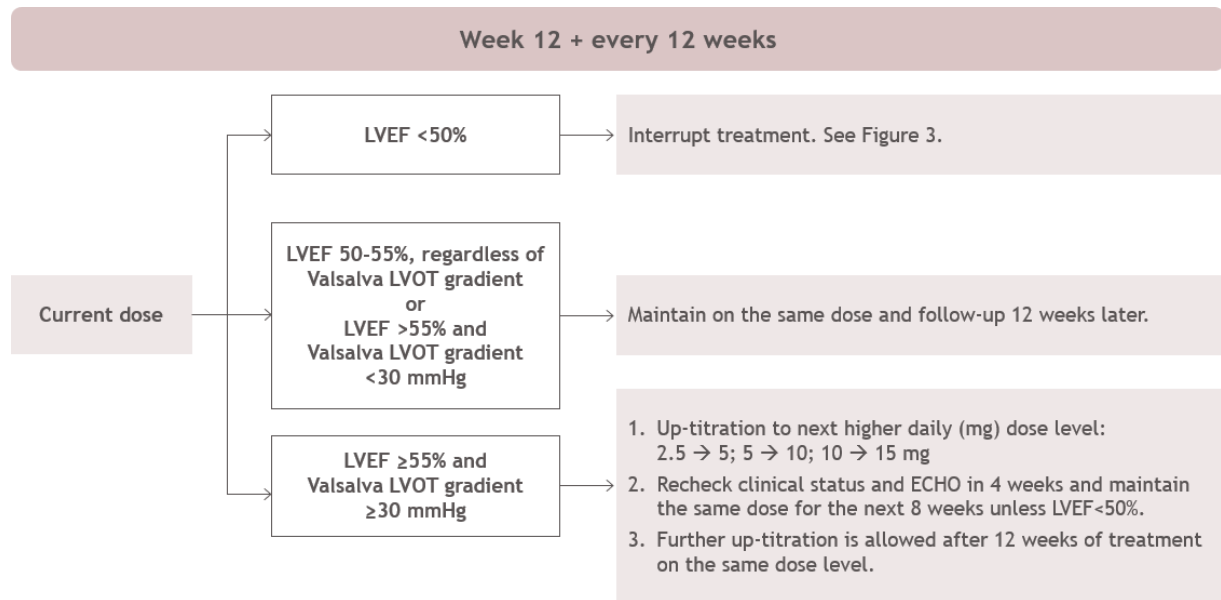 Week 12 + every 12 weeks
LVEF <50%
Interrupt treatment. See Figure 3.
Current dose
LVEF 50-55%, regardless of
Valsalva LVOT gradient
or
LVEF >55% and
Valsalva LVOT gradient
<30 mmHg
Maintain on the same dose and follow-up 12 weeks later.
LVEF ≥55% and
Valsalva LVOT gradient
≥30 mmHg
1. Up-titration to next higher daily (mg) dose level:
2.5 → 5; 5 → 10; 10 → 15 mg
2. Recheck clinical status and ECHO in 4 weeks and maintain
the same dose for the next 8 weeks unless LVEF<50%.
3. Further up-titration is allowed after 12 weeks of treatment
on the same dose level.